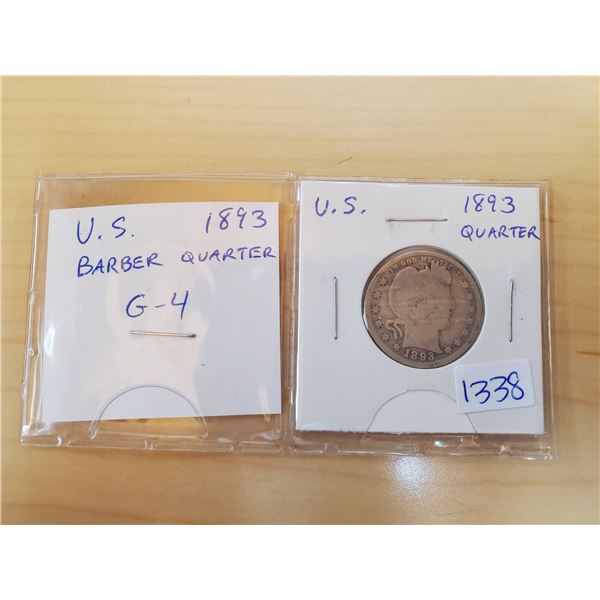 U.S. 1893
BARBER QUARTER
G-4
U.S. 1893
QUARTER
IN GOD WE TRUST
1893
1338